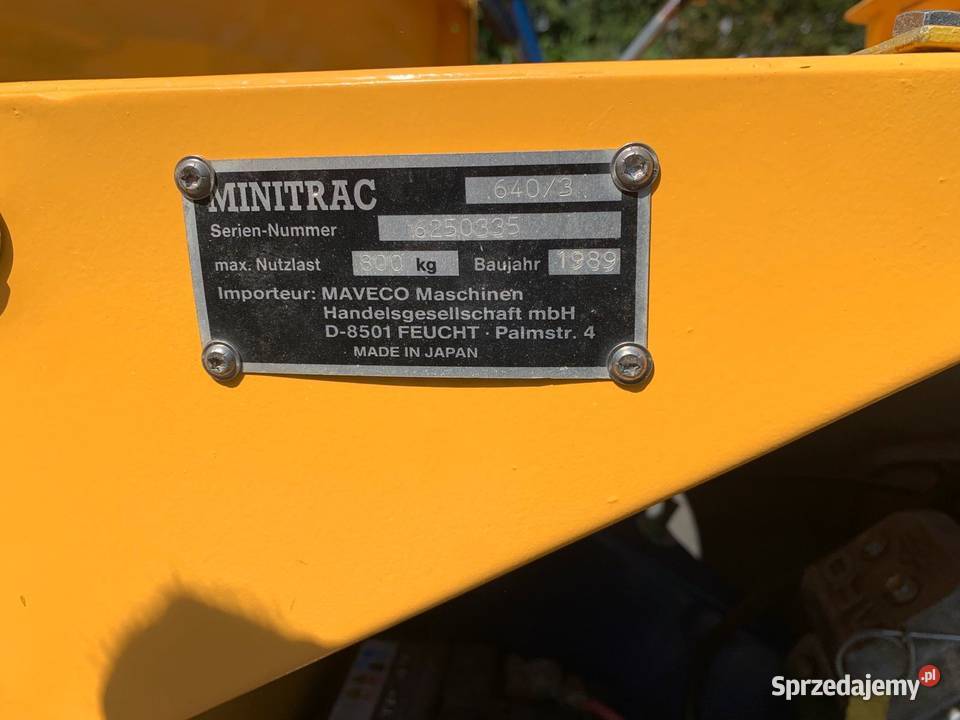 MINITRAC 640/3
Serien-Nummer 6250335
max. Nutzlast 800 kg Baujahr 1989
Importeur: MAVECO Maschinen
Handelsgesellschaft mbH
D-8501 FEUCHT · Palmstr. 4
MADE IN JAPAN
Sprzedajemy.pl